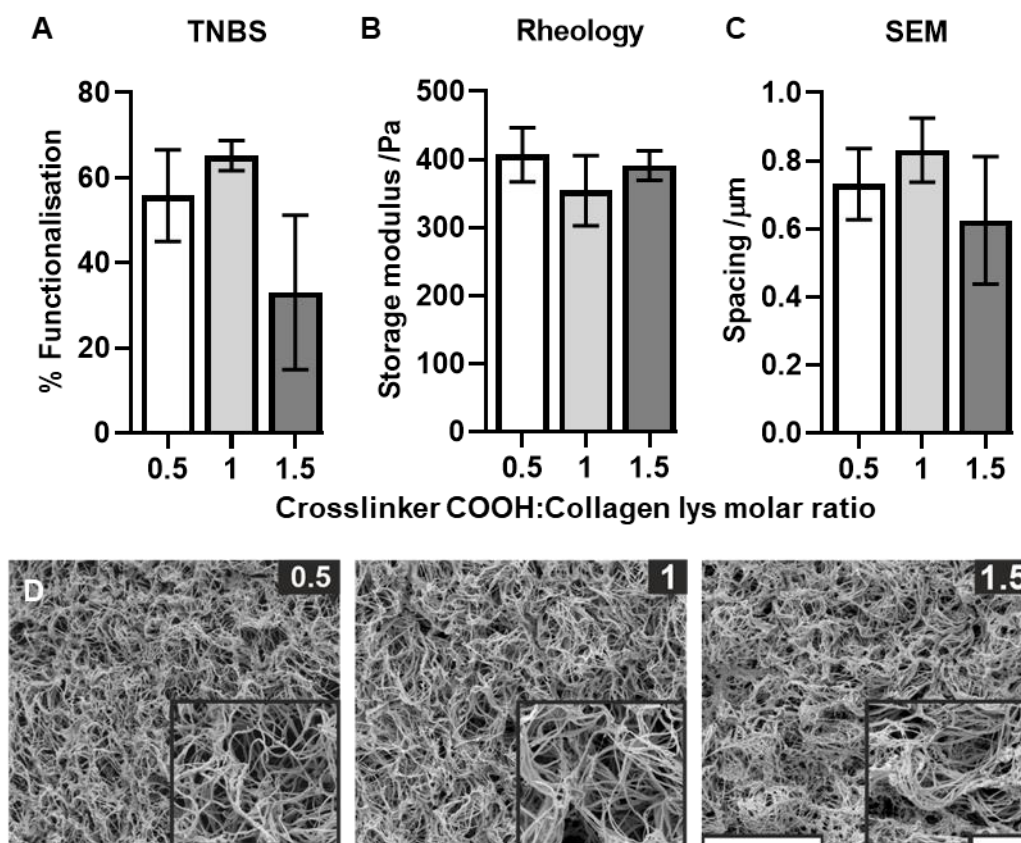 A TNBS
B Rheology
C SEM
% Functionalisation
80
60
40
20
0
0.5 1 1.5
Storage modulus /Pa
500
400
300
200
100
0
0.5 1 1.5
Spacing /μm
1.0
0.8
0.6
0.4
0.2
0.0
0.5 1 1.5
Crosslinker COOH:Collagen lys molar ratio
D 0.5
1
1.5